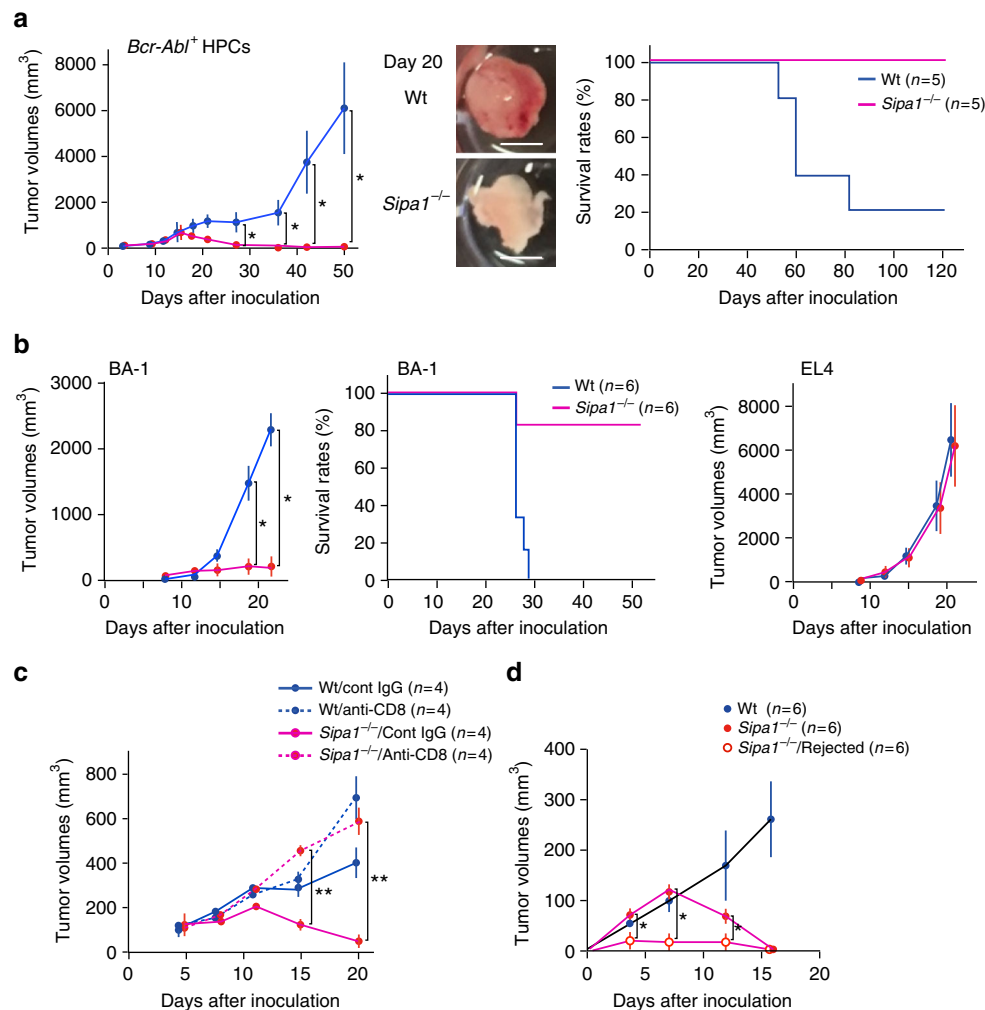 a
Bcr-Abl⁺ HPCs
Tumor volumes (mm³)
8000
6000
4000
2000
0
0 10 20 30 40 50
Days after inoculation
*
*
*
*
Day 20
Wt
Sipa1⁻/⁻
Survival rates (%)
100
80
60
40
20
0
0 20 40 60 80 100 120
Days after inoculation
Wt (n=5)
Sipa1⁻/⁻ (n=5)
b
BA-1
Tumor volumes (mm³)
3000
2000
1000
0
0 10 20
Days after inoculation
*
*
BA-1
Survival rates (%)
100
80
60
40
20
0
0 10 20 30 40 50
Days after inoculation
Wt (n=6)
Sipa1⁻/⁻ (n=6)
EL4
Tumor volumes (mm³)
8000
6000
4000
2000
0
0 10 20
Days after inoculation
c
Wt/cont IgG (n=4)
Wt/anti-CD8 (n=4)
Sipa1⁻/⁻/Cont IgG (n=4)
Sipa1⁻/⁻/Anti-CD8 (n=4)
Tumor volumes (mm³)
800
600
400
200
0
0 5 10 15 20
Days after inoculation
**
**
d
Wt (n=6)
Sipa1⁻/⁻ (n=6)
Sipa1⁻/⁻/Rejected (n=6)
Tumor volumes (mm³)
400
300
200
100
0
0 5 10 15 20
Days after inoculation
*
*
*